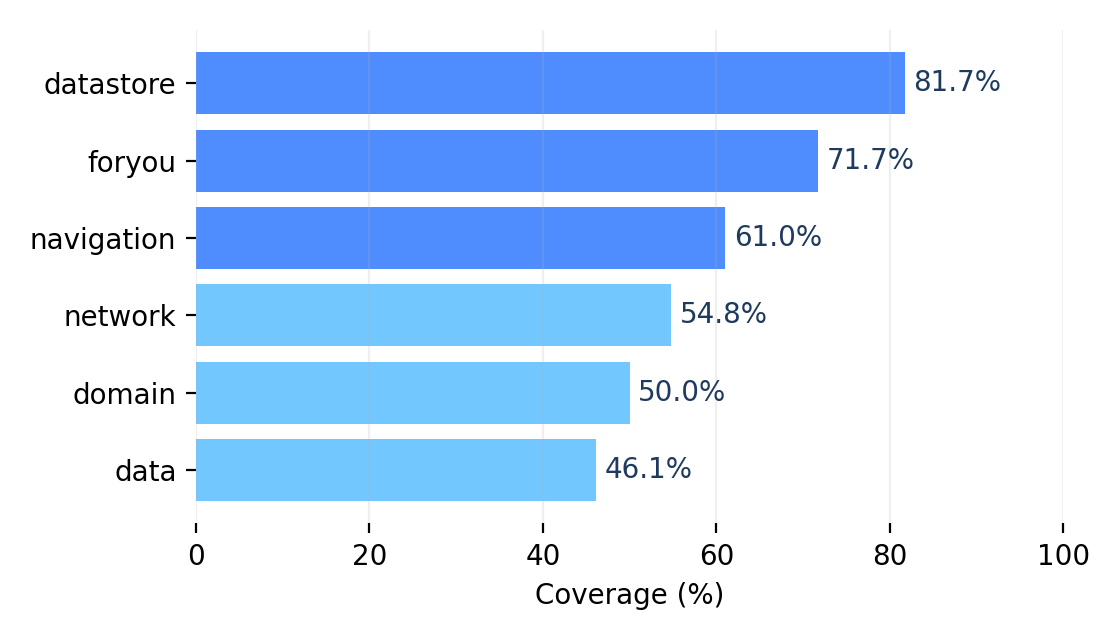 datastore 81.7%
foryou 71.7%
navigation 61.0%
network 54.8%
domain 50.0%
data 46.1%
0 20 40 60 80 100
Coverage (%)